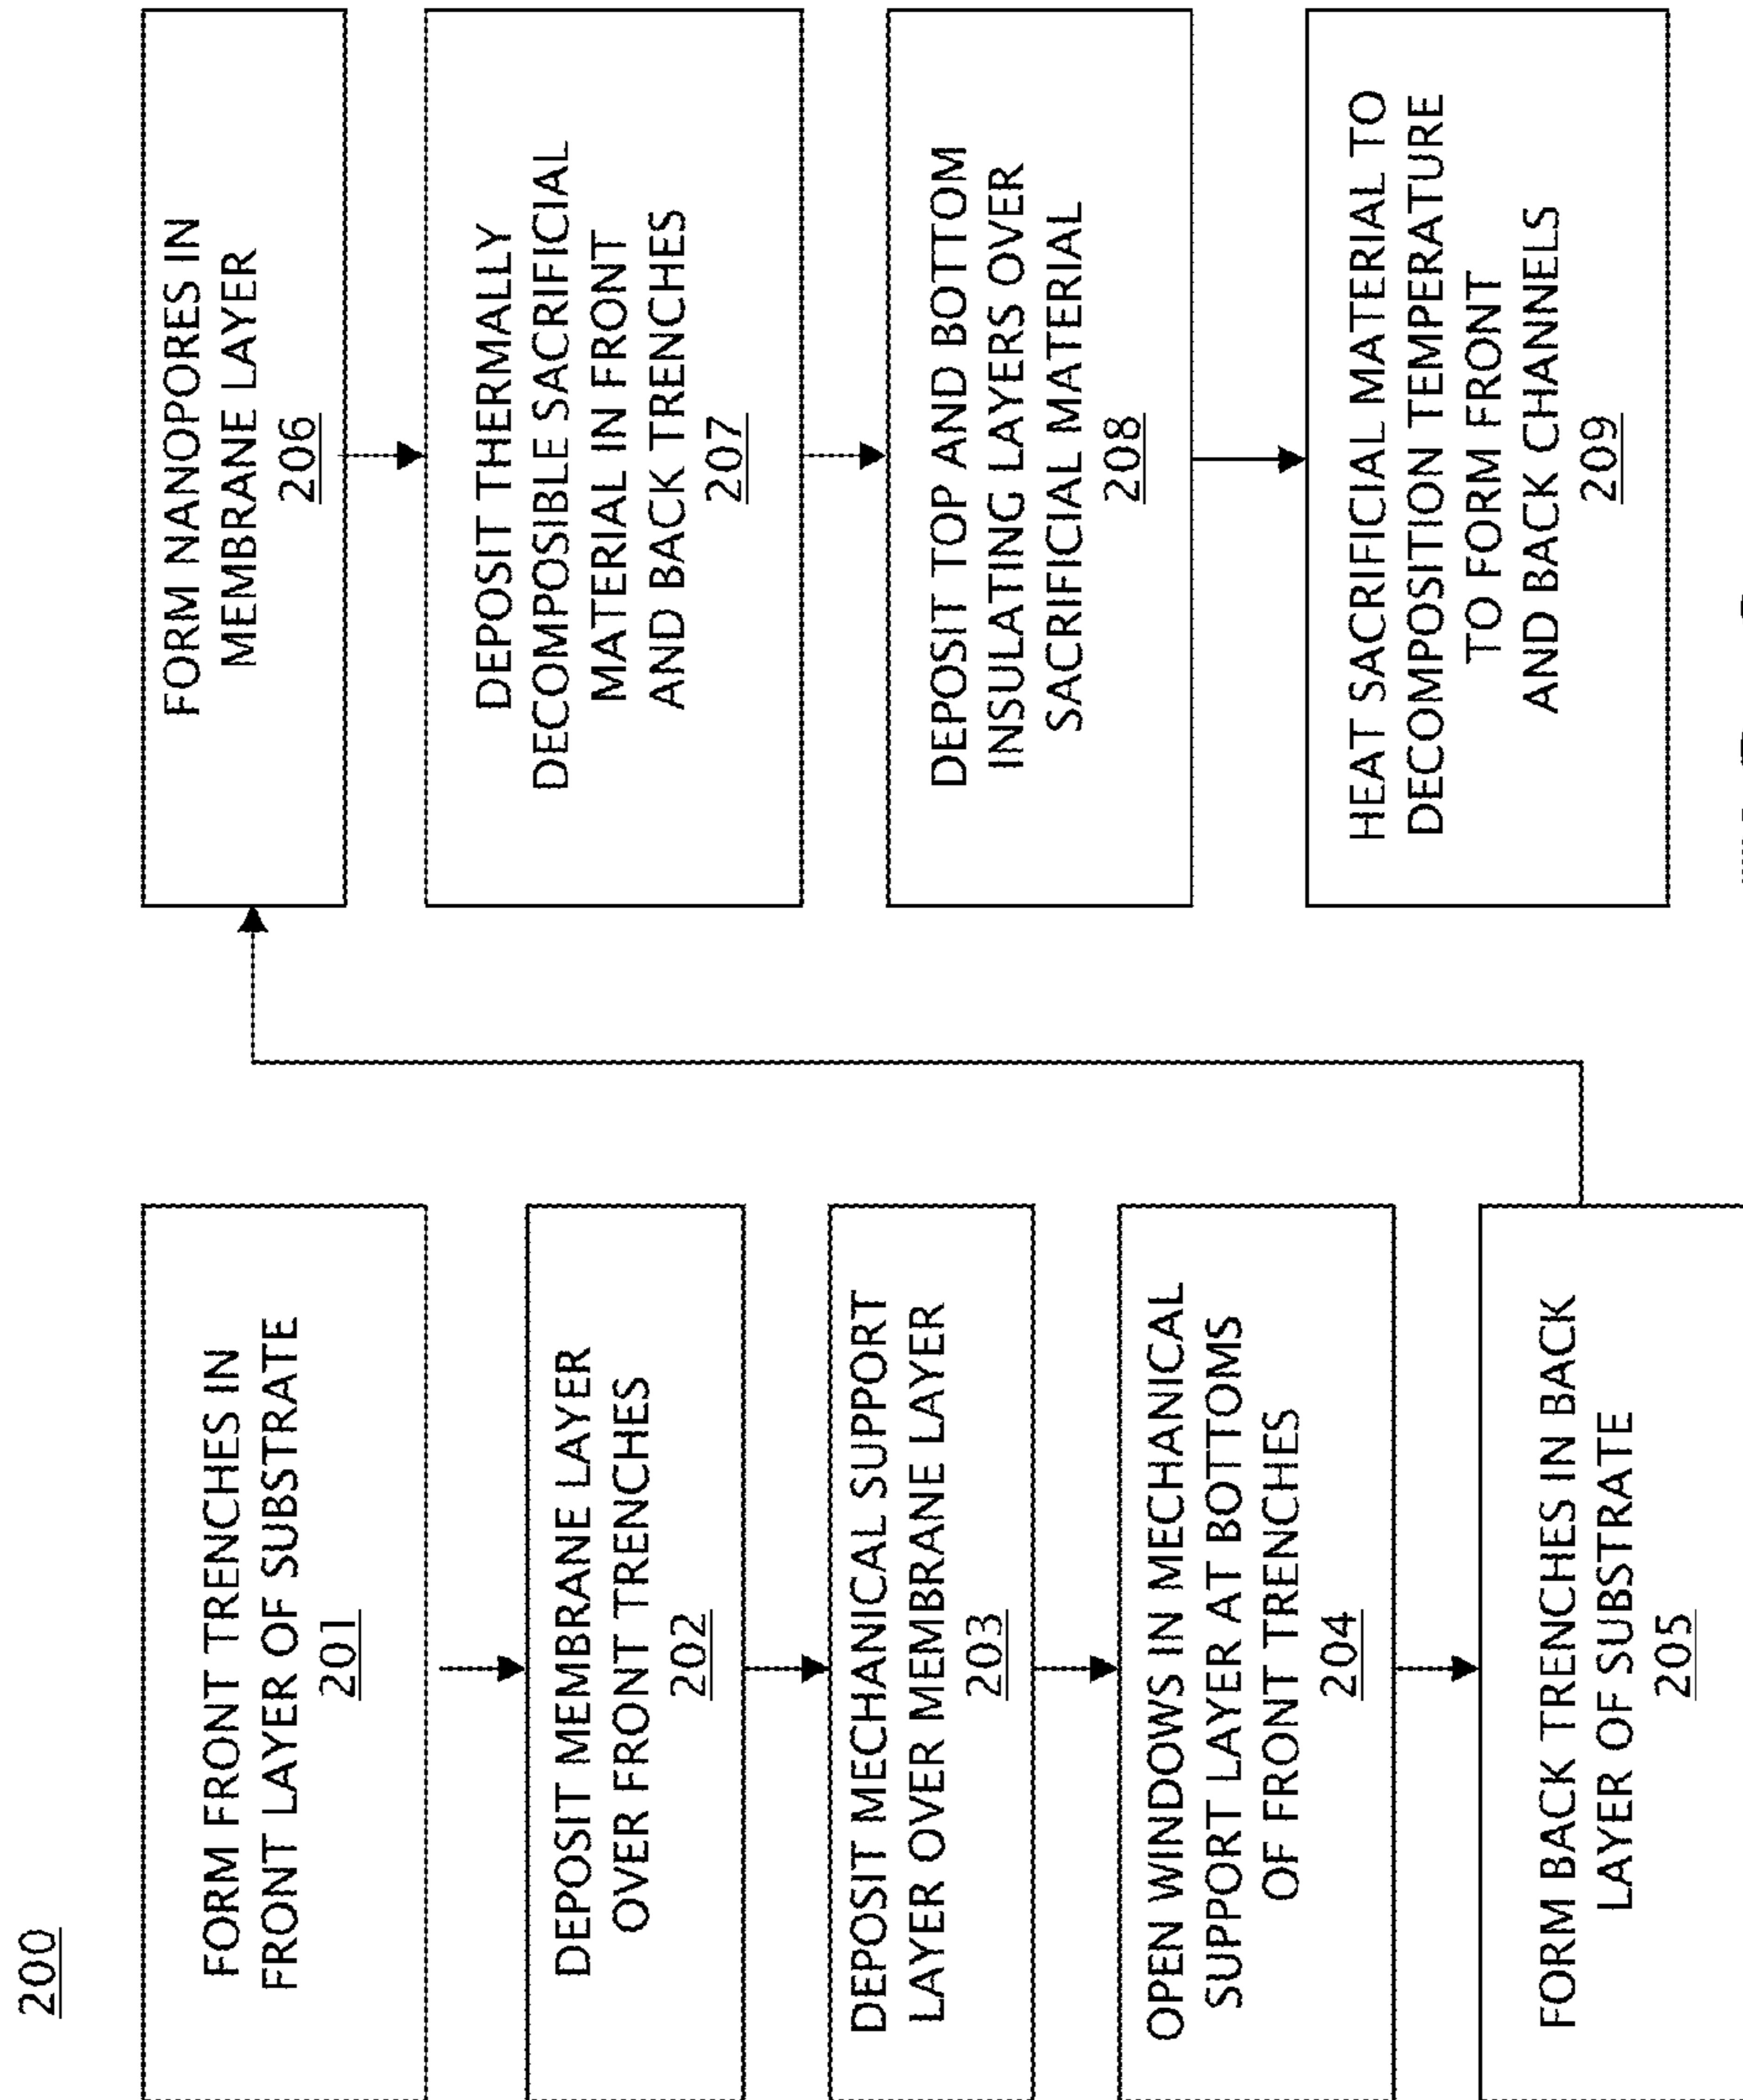 200
FORM FRONT TRENCHES IN
FRONT LAYER OF SUBSTRATE
201
DEPOSIT MEMBRANE LAYER
OVER FRONT TRENCHES
202
DEPOSIT MECHANICAL SUPPORT
LAYER OVER MEMBRANE LAYER
203
OPEN WINDOWS IN MECHANICAL
SUPPORT LAYER AT BOTTOMS
OF FRONT TRENCHES
204
FORM BACK TRENCHES IN BACK
LAYER OF SUBSTRATE
205
FORM NANOPORES IN
MEMBRANE LAYER
206
DEPOSIT THERMALLY
DECOMPOSIBLE SACRIFICIAL
MATERIAL IN FRONT
AND BACK TRENCHES
207
DEPOSIT TOP AND BOTTOM
INSULATING LAYERS OVER
SACRIFICIAL MATERIAL
208
HEAT SACRIFICIAL MATERIAL TO
DECOMPOSITION TEMPERATURE
TO FORM FRONT
AND BACK CHANNELS
209